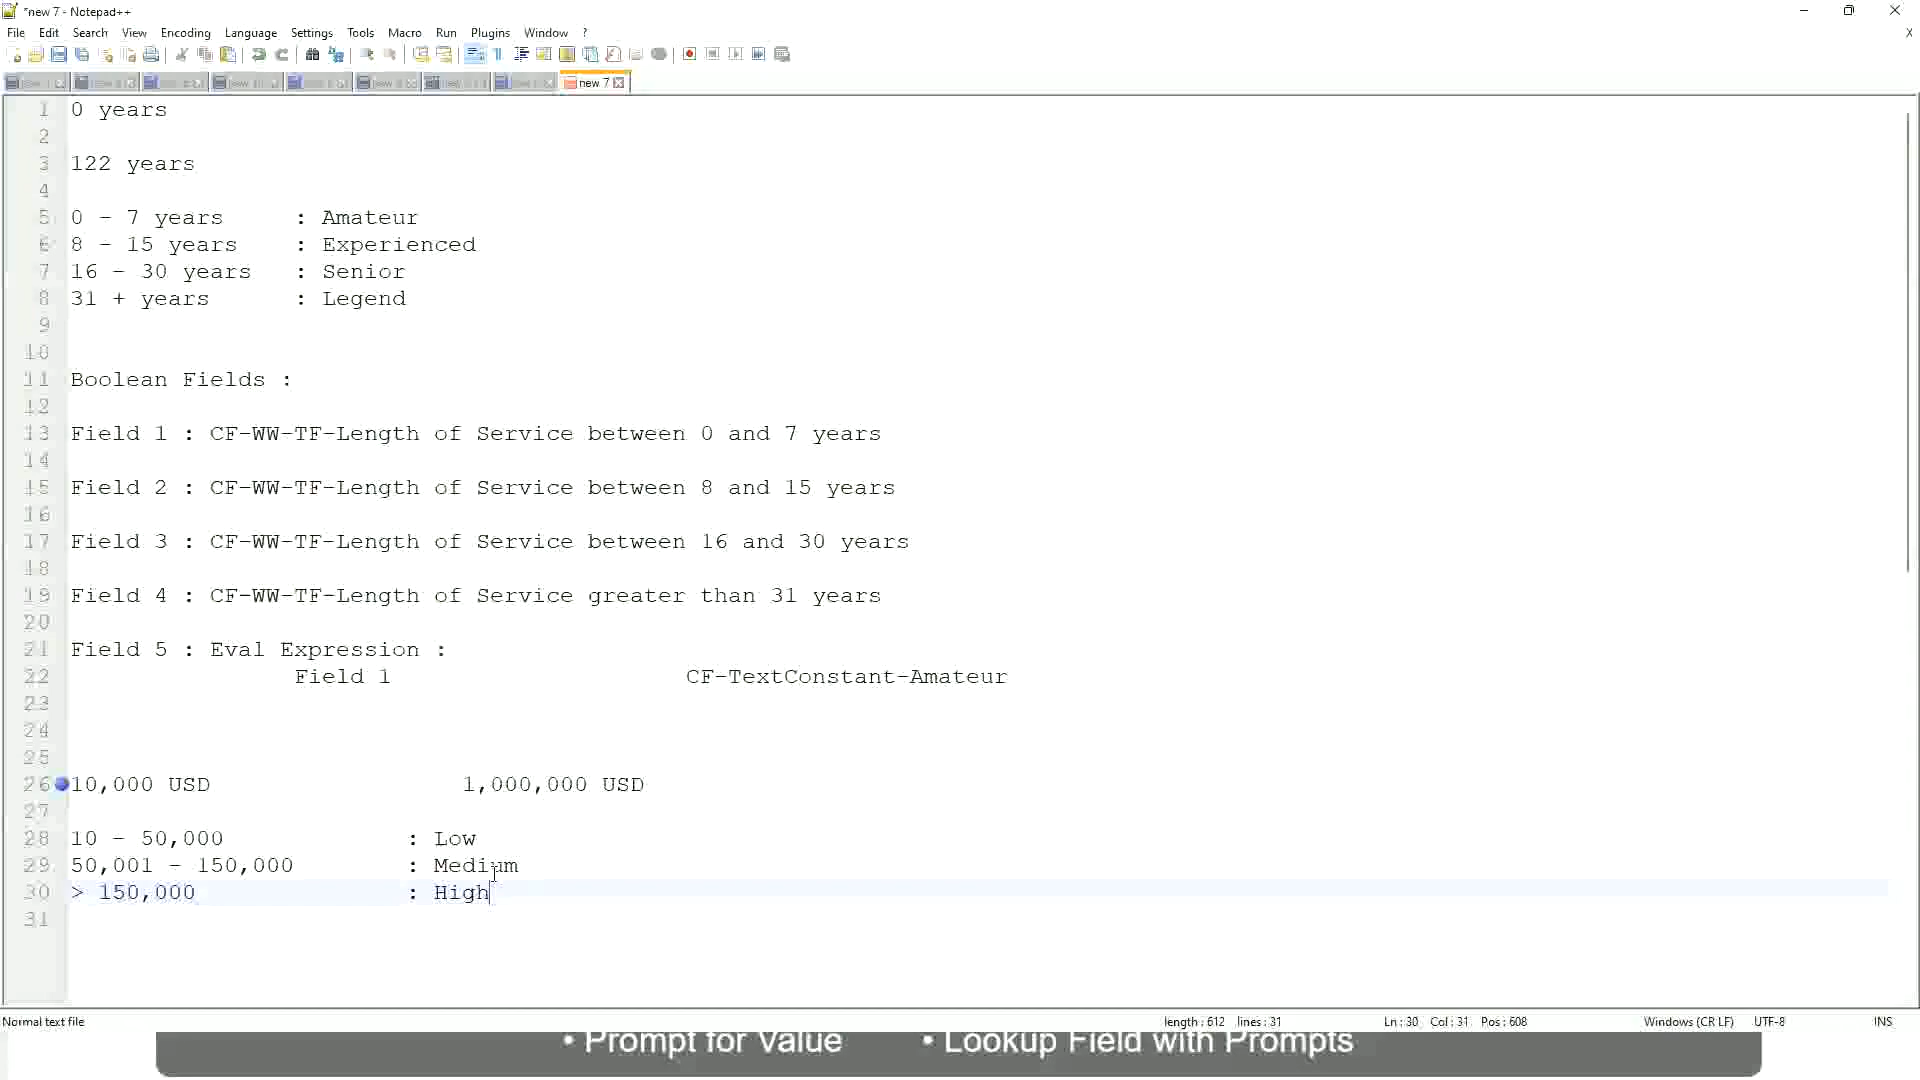 *new 7 - Notepad++
File Edit Search View Encoding Language Settings Tools Macro Run Plugins Window ? X
new 7
1 0 years
2
3 122 years
4
5 0 - 7 years : Amateur
6 8 - 15 years : Experienced
7 16 - 30 years : Senior
8 31 + years : Legend
9
10
11 Boolean Fields :
12
13 Field 1 : CF-WW-TF-Length of Service between 0 and 7 years
14
15 Field 2 : CF-WW-TF-Length of Service between 8 and 15 years
16
17 Field 3 : CF-WW-TF-Length of Service between 16 and 30 years
18
19 Field 4 : CF-WW-TF-Length of Service greater than 31 years
20
21 Field 5 : Eval Expression :
22 Field 1 CF-TextConstant-Amateur
23
24
25
26 10,000 USD 1,000,000 USD
27
28 10 - 50,000 : Low
29 50,001 - 150,000 : Medium
30 > 150,000 : High
31
Normal text file length : 612 lines : 31 Ln : 30 Col : 31 Pos : 608 Windows (CR LF) UTF-8 INS
• Prompt for Value • Lookup Field with Prompts